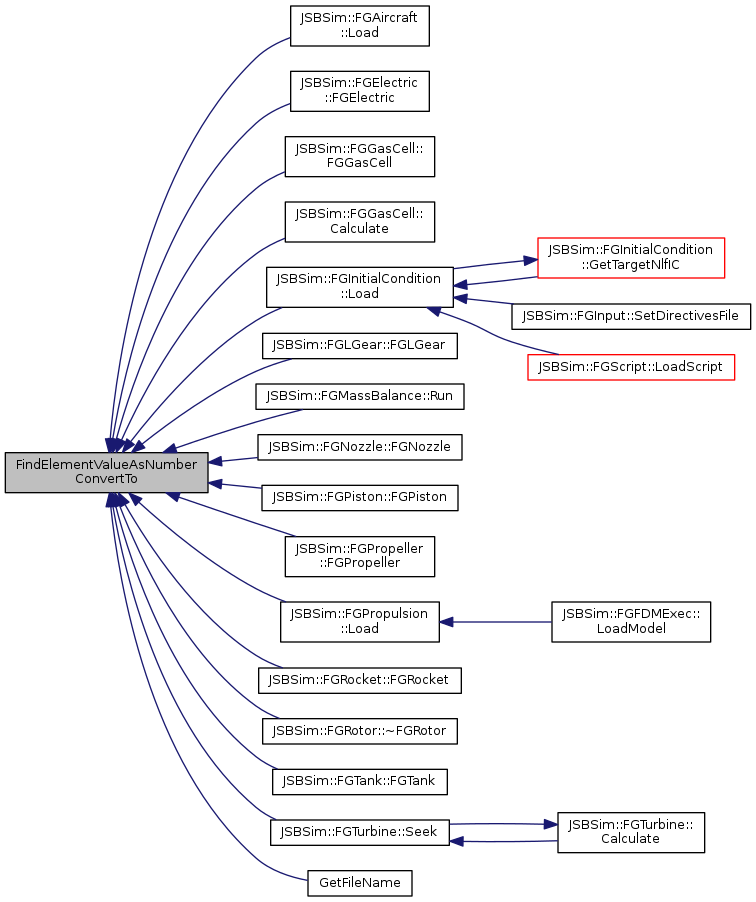 JSBSim::FGAircraft
::Load
JSBSim::FGElectric
::FGElectric
JSBSim::FGGasCell::
FGGasCell
JSBSim::FGGasCell::
Calculate
JSBSim::FGInitialCondition
::Load
JSBSim::FGInitialCondition
::GetTargetNlfIC
JSBSim::FGInput::SetDirectivesFile
JSBSim::FGScript::LoadScript
JSBSim::FGLGear::FGLGear
JSBSim::FGMassBalance::Run
JSBSim::FGNozzle::FGNozzle
FindElementValueAsNumber
ConvertTo
JSBSim::FGPiston::FGPiston
JSBSim::FGPropeller
::FGPropeller
JSBSim::FGPropulsion
::Load
JSBSim::FGFDMExec::
LoadModel
JSBSim::FGRocket::FGRocket
JSBSim::FGRotor::~FGRotor
JSBSim::FGTank::FGTank
JSBSim::FGTurbine::Seek
JSBSim::FGTurbine::
Calculate
GetFileName